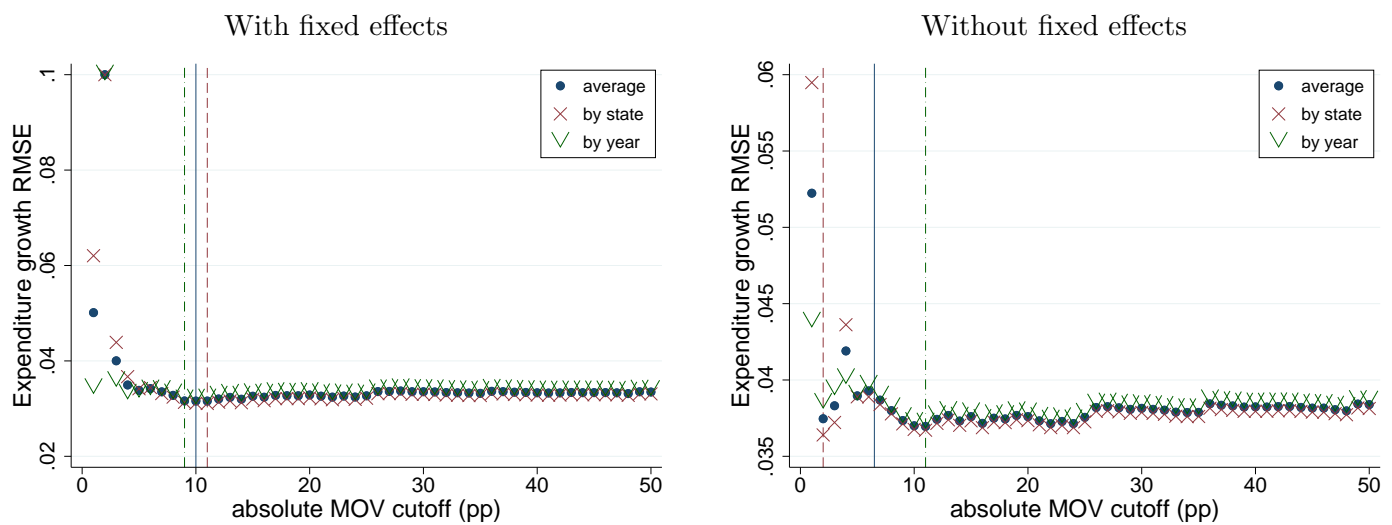 With fixed effects
Expenditure growth RMSE
.1
.08
.06
.04
.02
average
by state
by year
0 10 20 30 40 50
absolute MOV cutoff (pp)
Without fixed effects
Expenditure growth RMSE
.06
.055
.05
.045
.04
.035
average
by state
by year
0 10 20 30 40 50
absolute MOV cutoff (pp)